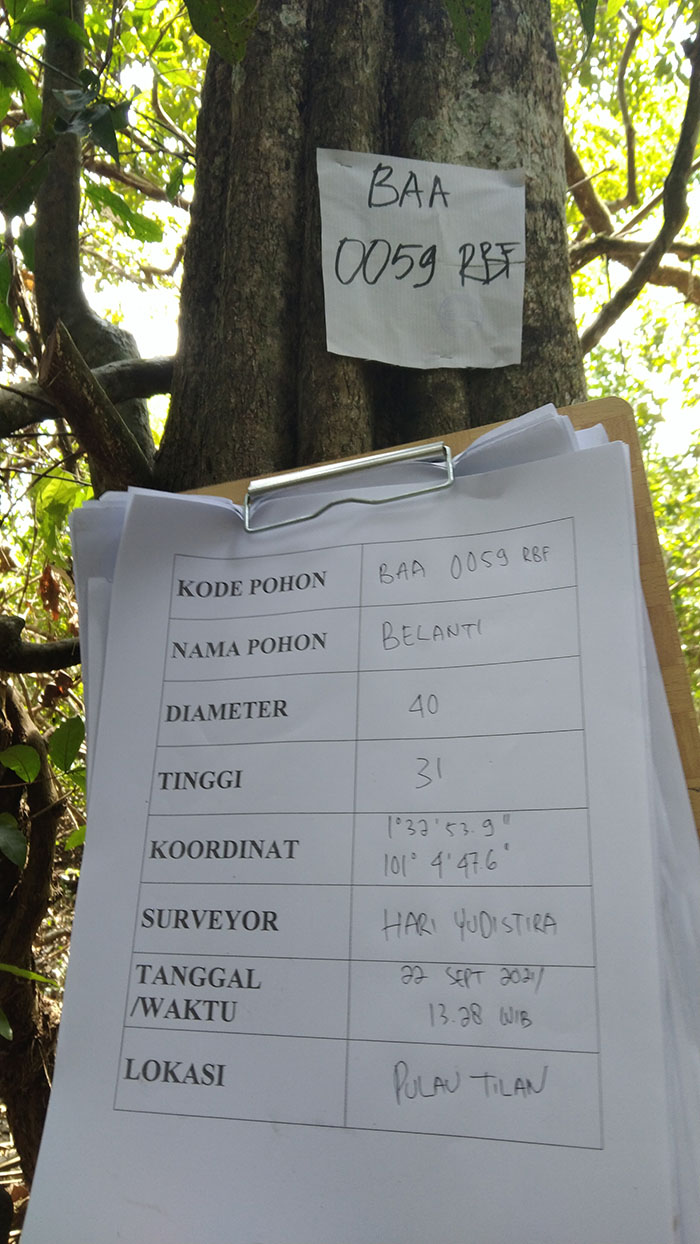 BAA
0059 RBF
KODE POHON BAA 0059 RBF
NAMA POHON BELANTI
DIAMETER 40
TINGGI 31
KOORDINAT 1°32'53.9"
101° 4'47.6"
SURVEYOR HARI YUDISTIRA
TANGGAL 22 SEPT 2021/
/WAKTU 13.28 WIB
LOKASI PULAU TILAN